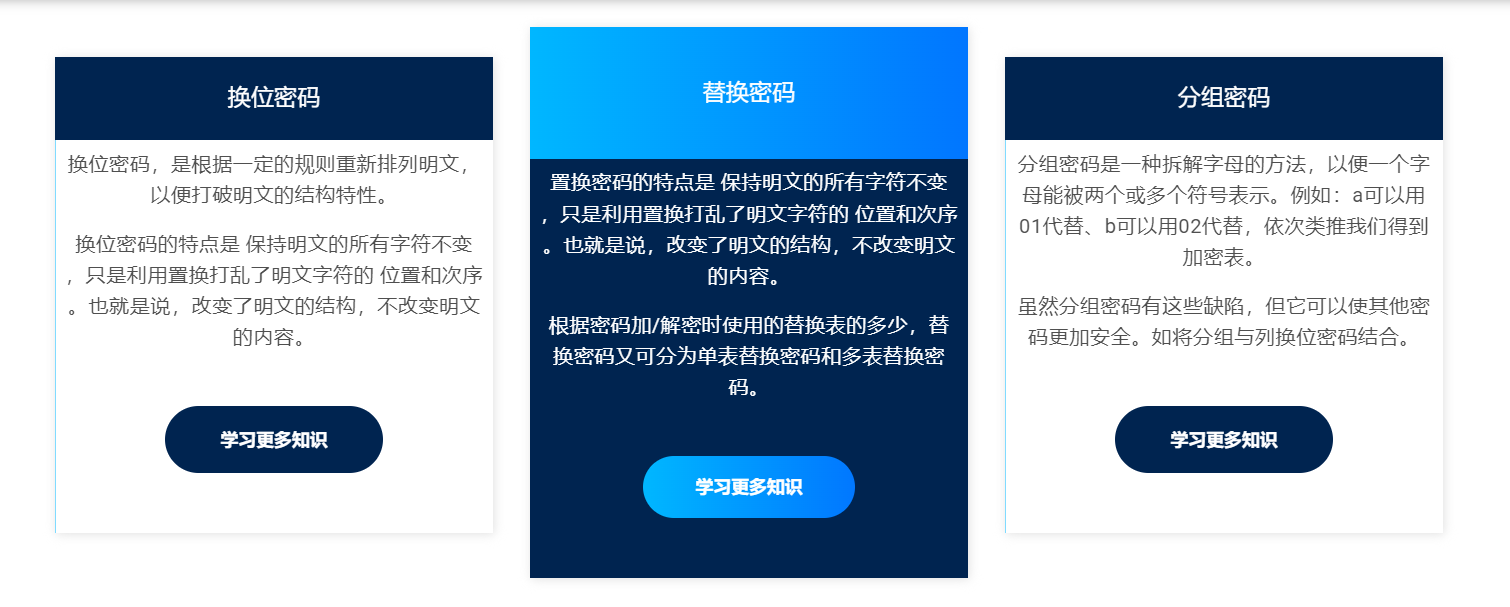 换位密码
换位密码，是根据一定的规则重新排列明文，
以便打破明文的结构特性。
换位密码的特点是 保持明文的所有字符不变
，只是利用置换打乱了明文字符的 位置和次序
。也就是说，改变了明文的结构，不改变明文
的内容。
学习更多知识
替换密码
置换密码的特点是 保持明文的所有字符不变
，只是利用置换打乱了明文字符的 位置和次序
。也就是说，改变了明文的结构，不改变明文
的内容。
根据密码加/解密时使用的替换表的多少，替
换密码又可分为单表替换密码和多表替换密
码。
学习更多知识
分组密码
分组密码是一种拆解字母的方法，以便一个字
母能被两个或多个符号表示。例如：a可以用
01代替、b可以用02代替，依次类推我们得到
加密表。
虽然分组密码有这些缺陷，但它可以使其他密
码更加安全。如将分组与列换位密码结合。
学习更多知识